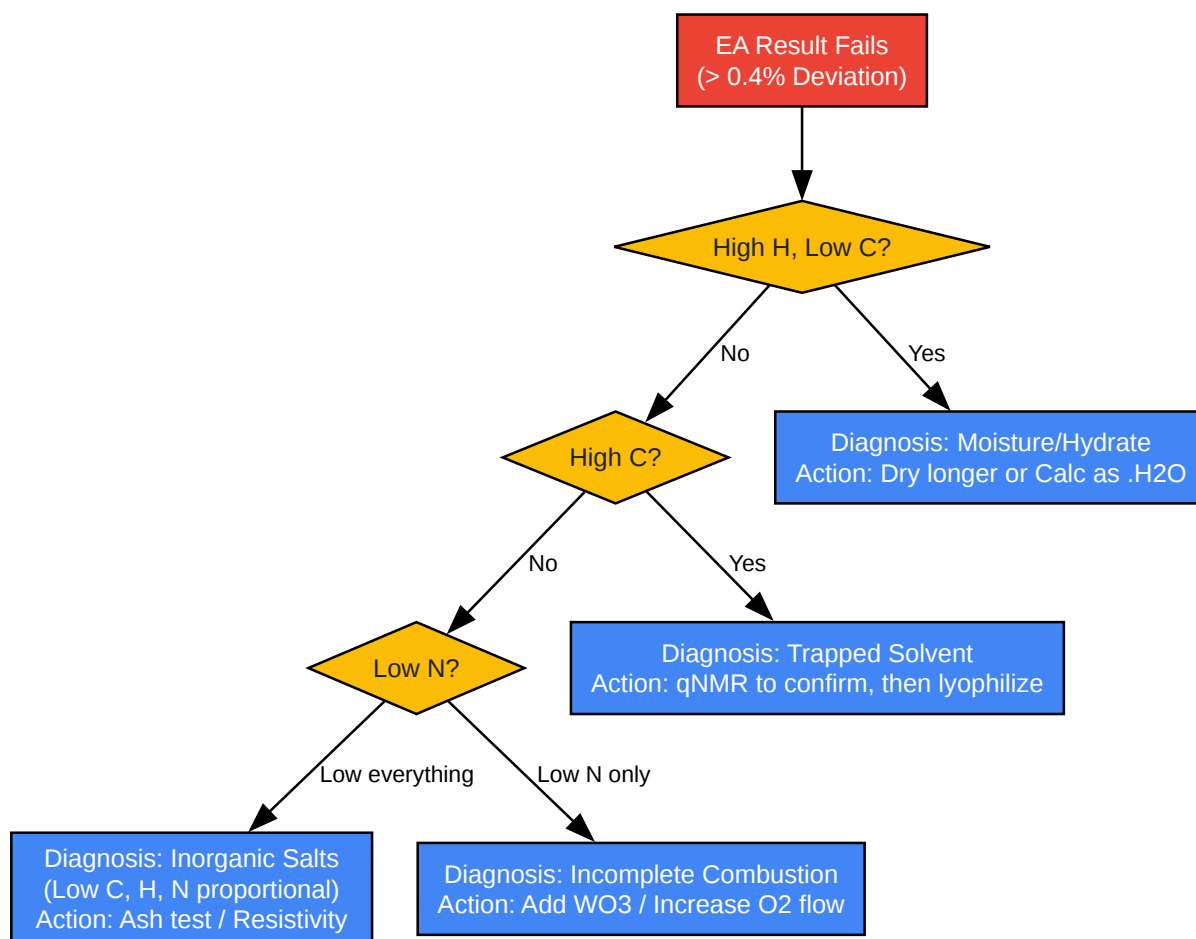 EA Result Fails
(> 0.4% Deviation)
High H, Low C?
No
Yes
High C?
Diagnosis: Moisture/Hydrate
Action: Dry longer or Calc as .H2O
No
Yes
Low N?
Diagnosis: Trapped Solvent
Action: qNMR to confirm, then lyophilize
Low everything
Low N only
Diagnosis: Inorganic Salts
(Low C, H, N proportional)
Action: Ash test / Resistivity
Diagnosis: Incomplete Combustion
Action: Add WO3 / Increase O2 flow